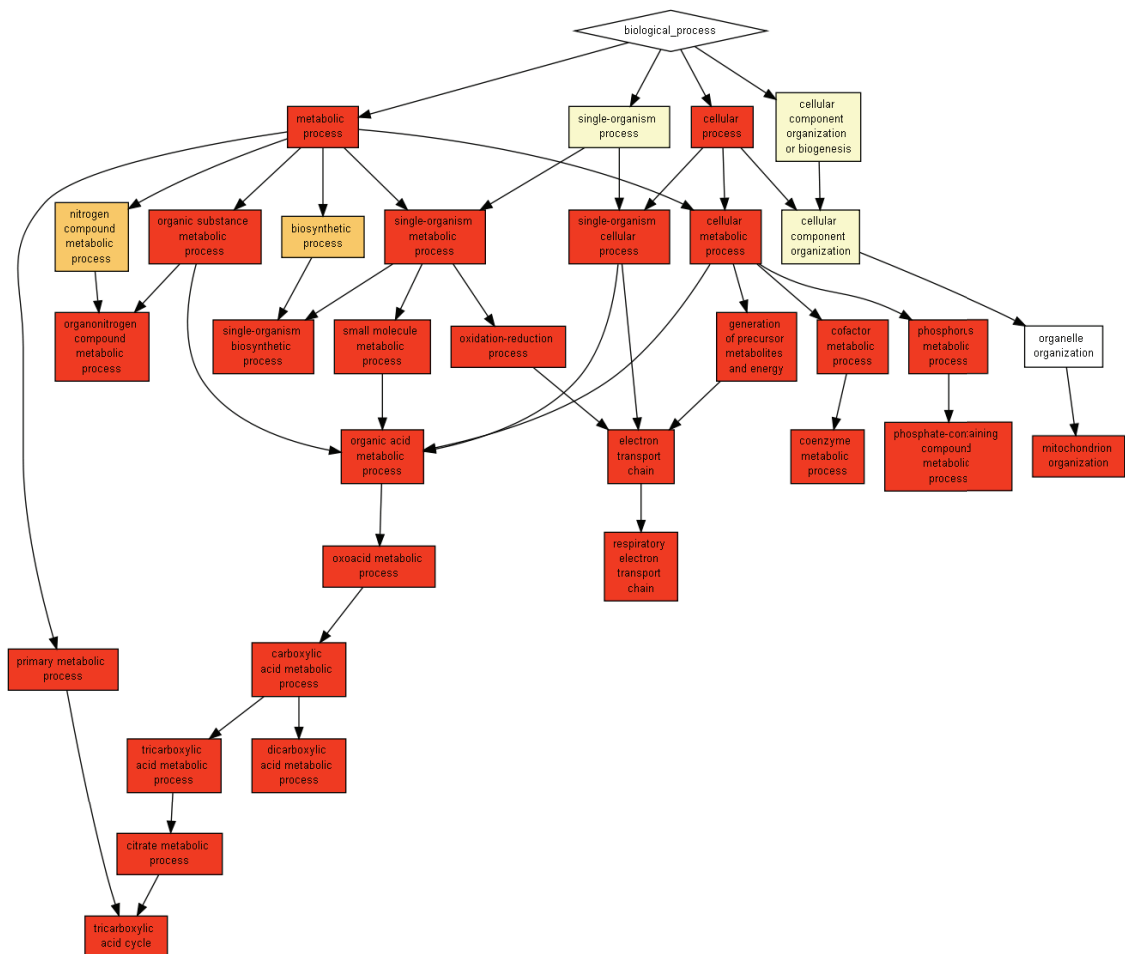 biological_process
metabolic
process
single-organism
process
cellular
process
cellular
component
organization
or biogenesis
nitrogen
compound
metabolic
process
organic substance
metabolic
process
biosynthetic
process
single-organism
metabolic
process
single-organism
cellular
process
cellular
metabolic
process
cellular
component
organization
organonitrogen
compound
metabolic
process
single-organism
biosynthetic
process
small molecule
metabolic
process
oxidation-reduction
process
generation
of precursor
metabolites
and energy
cofactor
metabolic
process
phosphorus
metabolic
process
organelle
organization
organic acid
metabolic
process
electron
transport
chain
coenzyme
metabolic
process
phosphate-containing
compound
metabolic
process
mitochondrion
organization
oxoacid metabolic
process
respiratory
electron
transport
chain
primary metabolic
process
carboxylic
acid metabolic
process
tricarboxylic
acid metabolic
process
dicarboxylic
acid metabolic
process
citrate metabolic
process
tricarboxylic
acid cycle